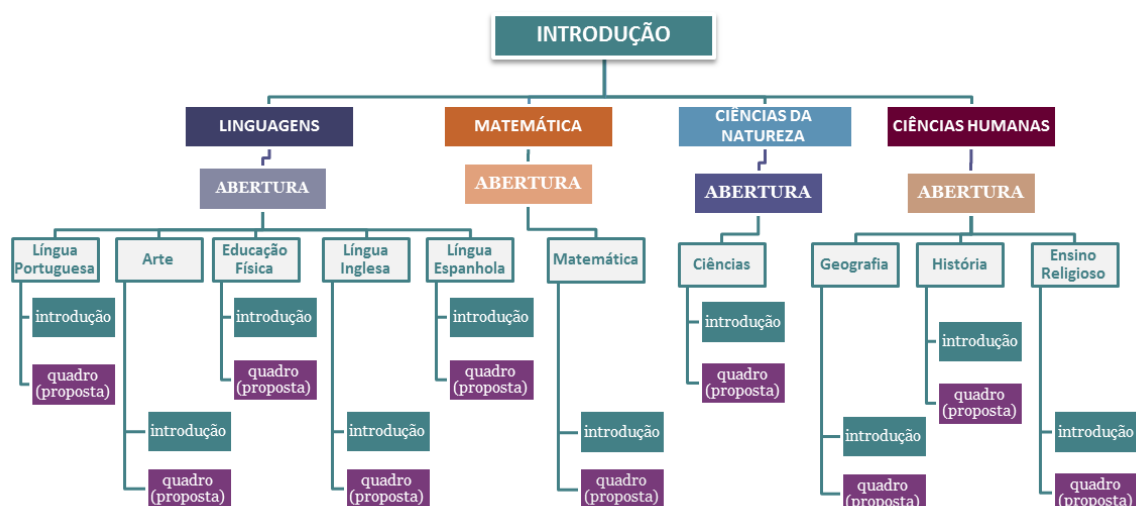 INTRODUÇÃO
LINGUAGENS
MATEMÁTICA
CIÊNCIAS DA
NATUREZA
CIÊNCIAS HUMANAS
ABERTURA
ABERTURA
ABERTURA
ABERTURA
Língua
Portuguesa
Arte
Educação
Física
Língua
Inglesa
Língua
Espanhola
Matemática
Ciências
Geografia
História
Ensino
Religioso
introdução
quadro
(proposta)
introdução
quadro
(proposta)
introdução
quadro
(proposta)
introdução
quadro
(proposta)
introdução
quadro
(proposta)
introdução
quadro
(proposta)
introdução
quadro
(proposta)
introdução
quadro
(proposta)
introdução
quadro
(proposta)
introdução
quadro
(proposta)